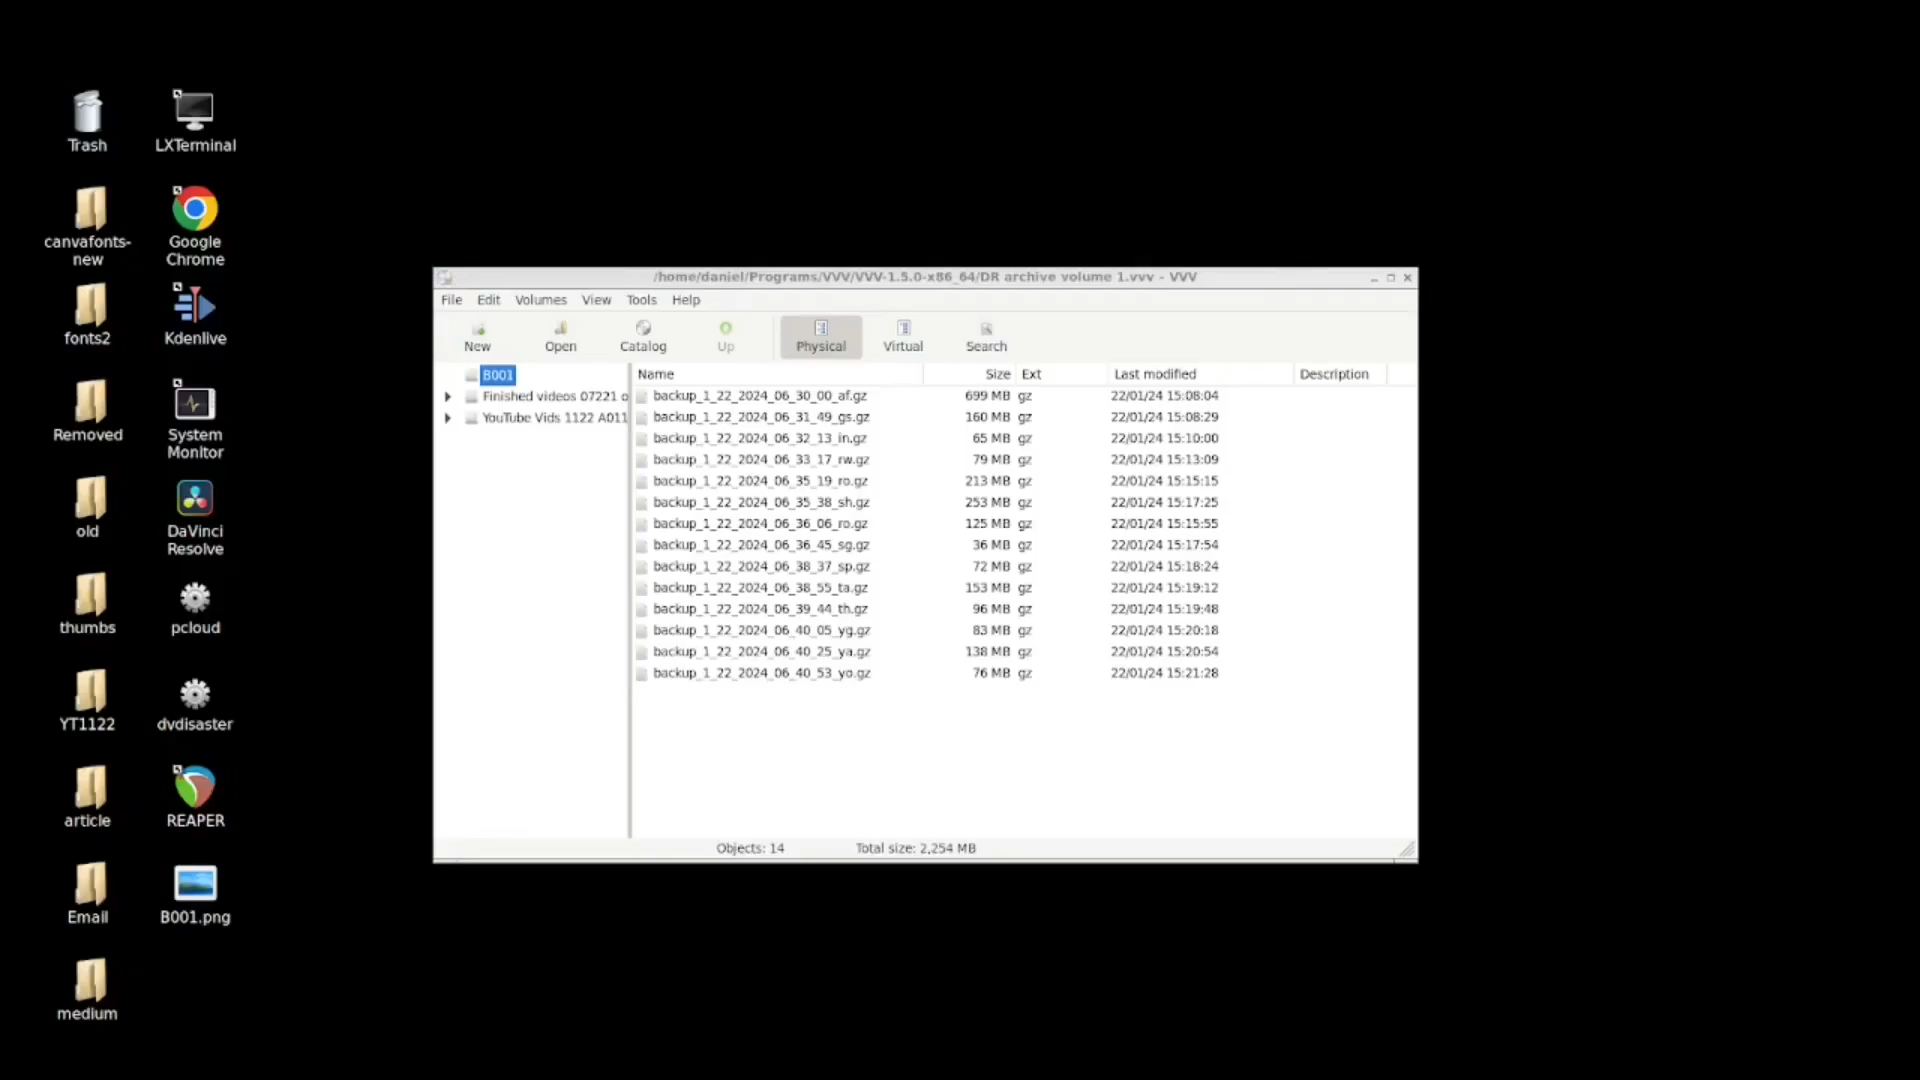 Trash
LXTerminal
canvafonts-
new
Google
Chrome
fonts2
Kdenlive
Removed
System
Monitor
old
DaVinci
Resolve
thumbs
pcloud
YT1122
dvdisaster
article
REAPER
Email
B001.png
medium
/home/daniel/Programs/VVV/VVV-1.5.0-x86_64/DR archive volume 1.vvv - VVV
File Edit Volumes View Tools Help
New Open Catalog Up Physical Virtual Search
B001
Finished videos 07221 o
YouTube Vids 1122 A011
Name Size Ext Last modified Description
backup_1_22_2024_06_30_00_af.gz 699 MB gz 22/01/24 15:08:04
backup_1_22_2024_06_31_49_gs.gz 160 MB gz 22/01/24 15:08:29
backup_1_22_2024_06_32_13_in.gz 65 MB gz 22/01/24 15:10:00
backup_1_22_2024_06_33_17_rw.gz 79 MB gz 22/01/24 15:13:09
backup_1_22_2024_06_35_19_ro.gz 213 MB gz 22/01/24 15:15:15
backup_1_22_2024_06_35_38_sh.gz 253 MB gz 22/01/24 15:17:25
backup_1_22_2024_06_36_06_ro.gz 125 MB gz 22/01/24 15:15:55
backup_1_22_2024_06_36_45_sg.gz 36 MB gz 22/01/24 15:17:54
backup_1_22_2024_06_38_37_sp.gz 72 MB gz 22/01/24 15:18:24
backup_1_22_2024_06_38_55_ta.gz 153 MB gz 22/01/24 15:19:12
backup_1_22_2024_06_39_44_th.gz 96 MB gz 22/01/24 15:19:48
backup_1_22_2024_06_40_05_yg.gz 83 MB gz 22/01/24 15:20:18
backup_1_22_2024_06_40_25_ya.gz 138 MB gz 22/01/24 15:20:54
backup_1_22_2024_06_40_53_yo.gz 76 MB gz 22/01/24 15:21:28
Objects: 14 Total size: 2,254 MB